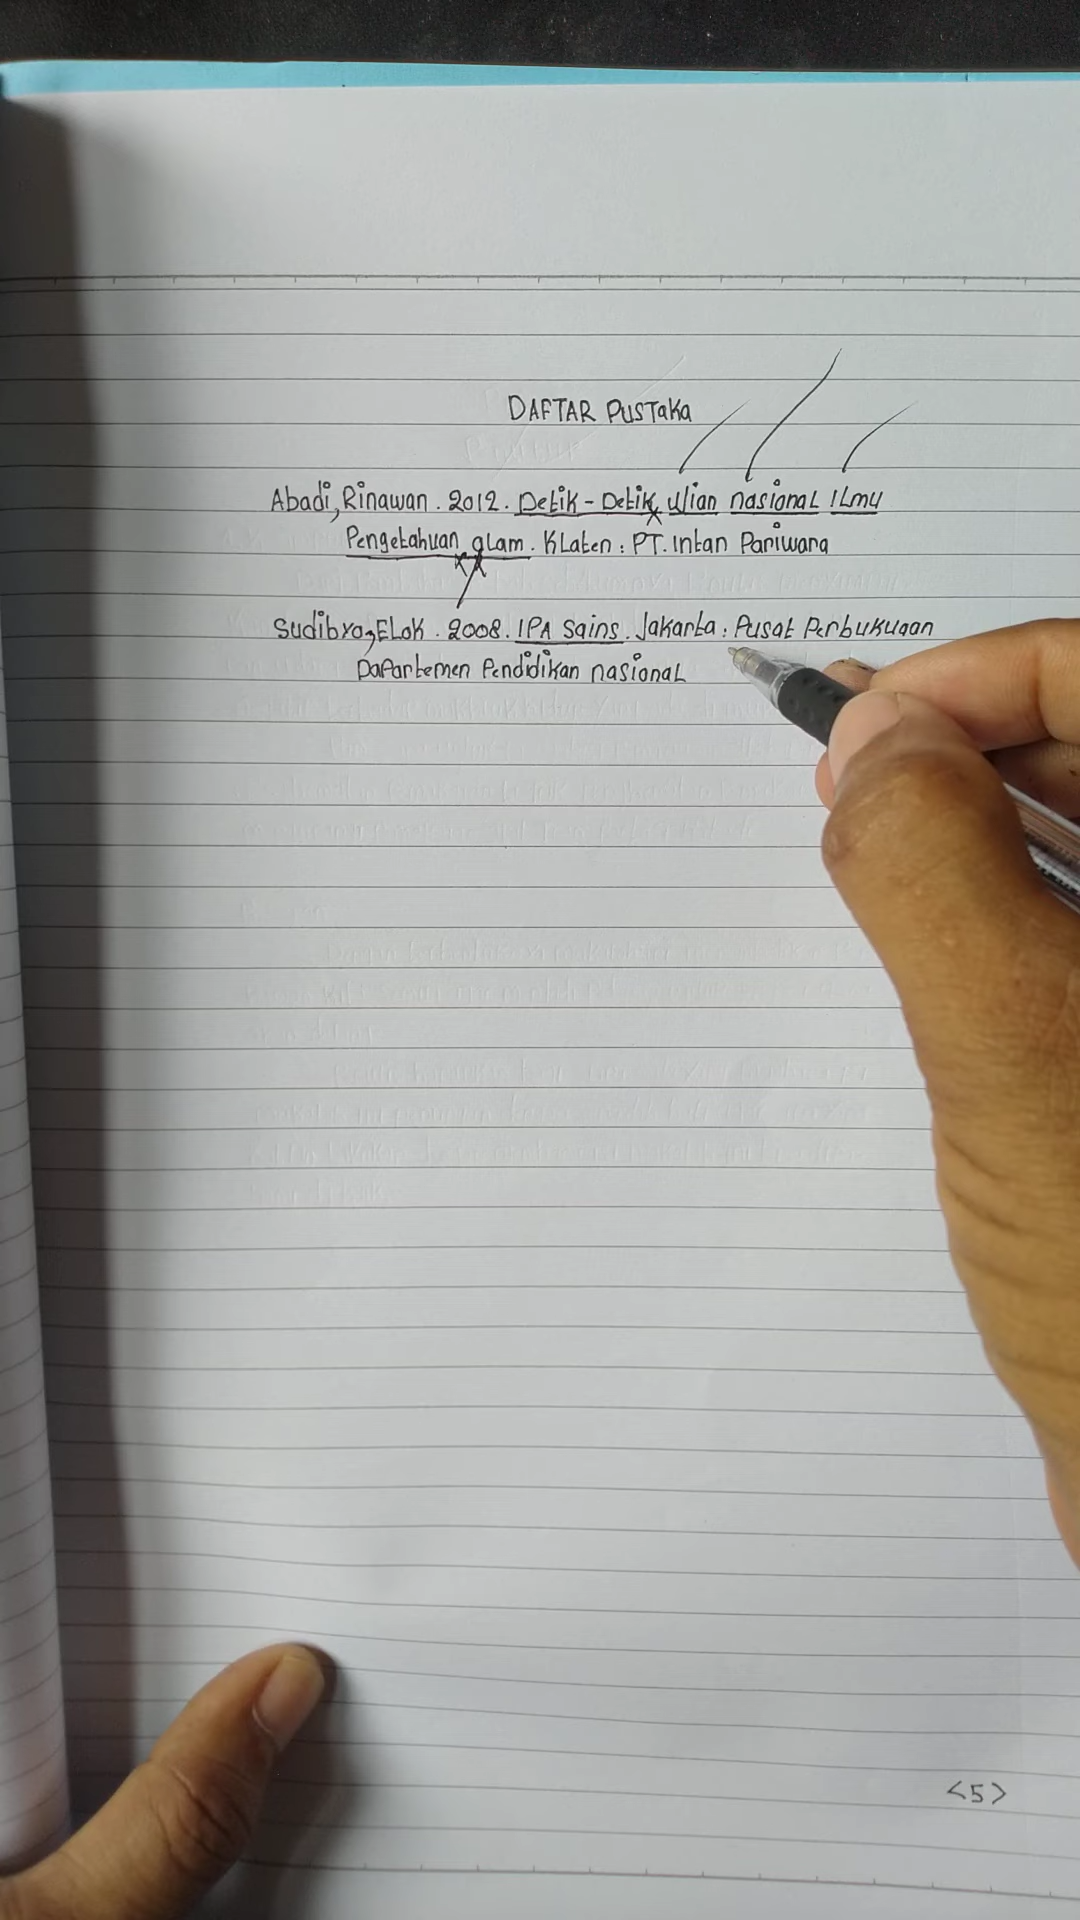 DAFTAR PUSTAKA
Abadi, Rinawan. 2012. Detik-Detik Ujian nasional Ilmu
Pengetahuan alam. Klaten: PT. Intan Pariwara
Sudibyo, Elok. 2008. IPA Sains. Jakarta: Pusat Perbukuan
Dapartemen Pendidikan nasional
<5>